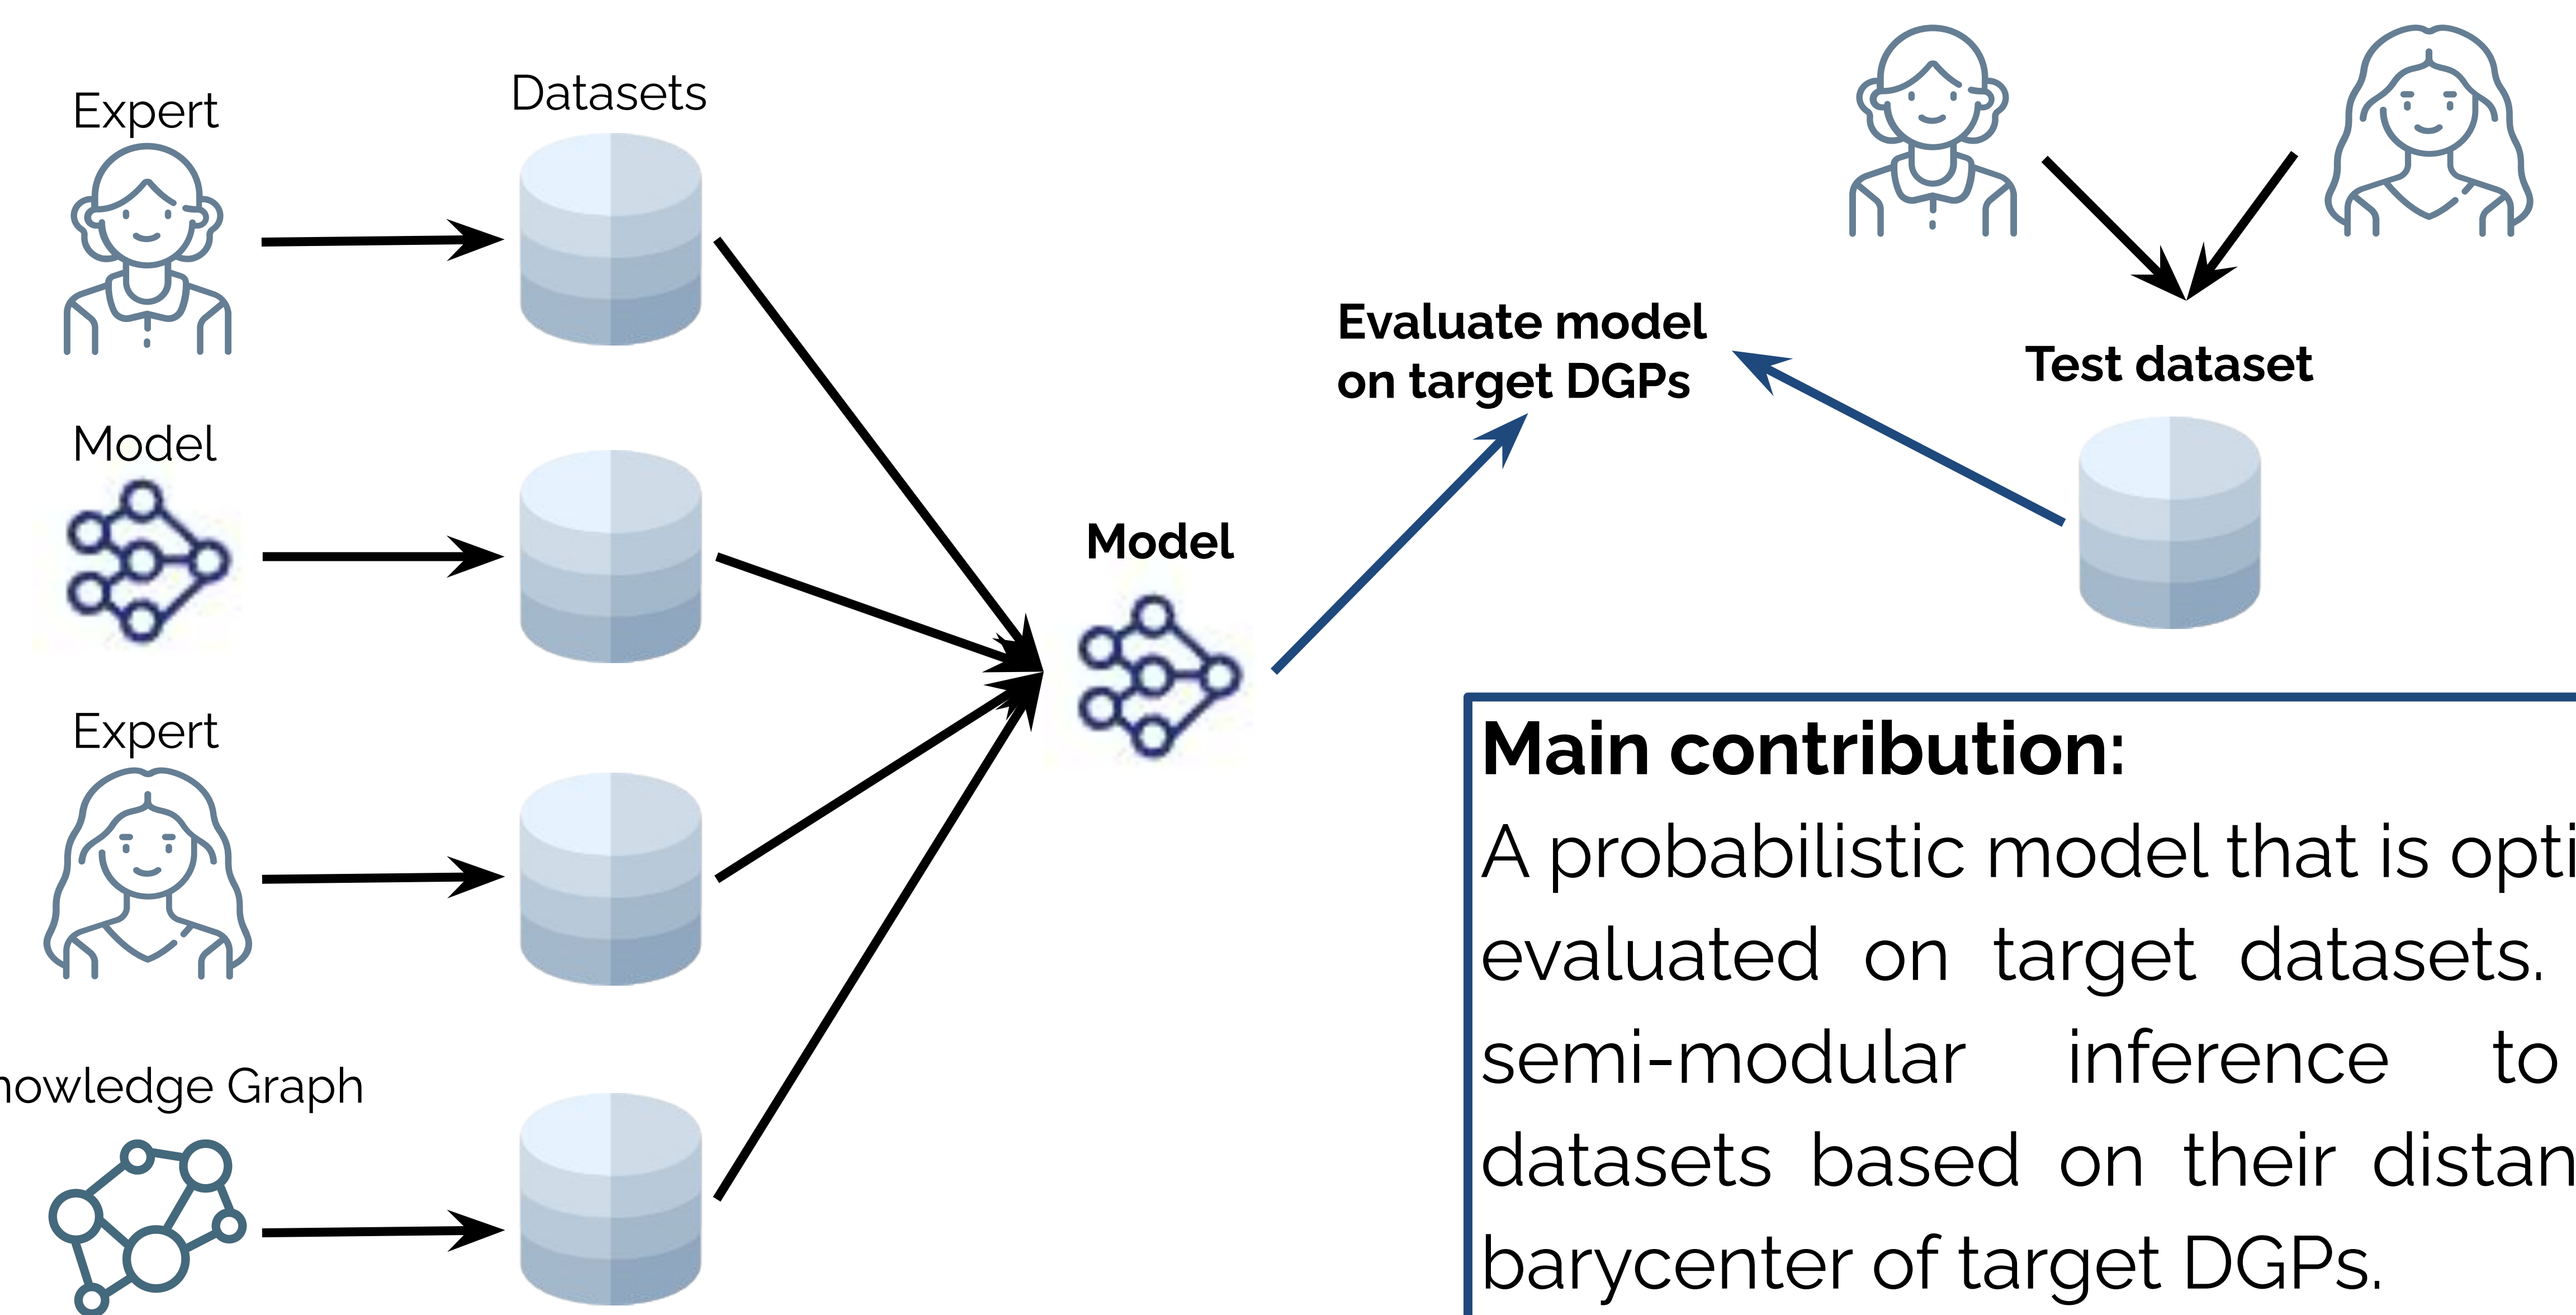 Expert
Datasets
Model
Expert
nowledge Graph
Model
Evaluate model
on target DGPs
Test dataset
Main contribution:
A probabilistic model that is opti
evaluated on target datasets.
semi-modular inference to
datasets based on their distan
barycenter of target DGPs.